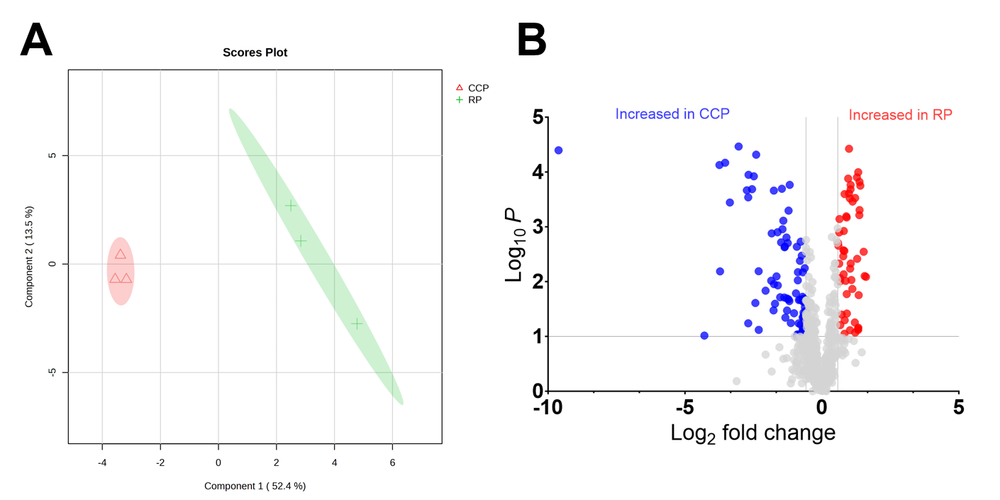 A
Scores Plot
CCP
RP
5
0
-5
Component 2 ( 13.5 %)
-4 -2 0 2 4 6
Component 1 ( 52.4 %)
B
Increased in CCP Increased in RP
5
4
3
2
1
0
Log10 P
-10 -5 0 5
Log2 fold change